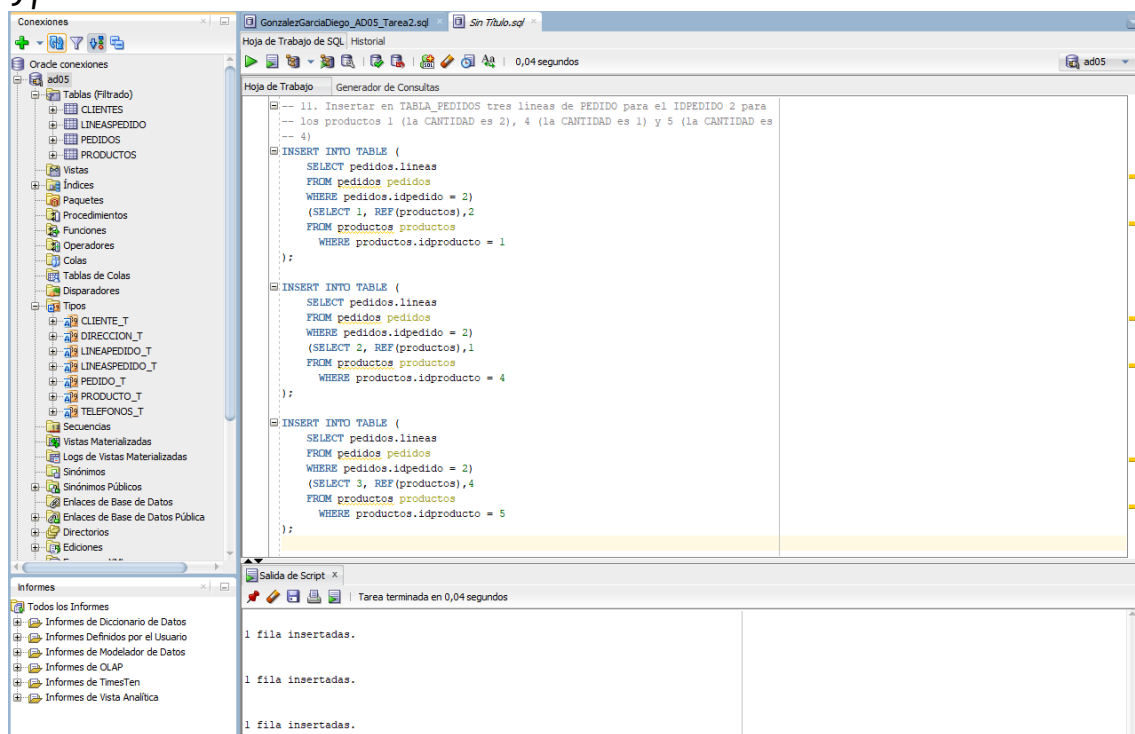 Conexiones
Oracle conexiones
ad05
Tablas (Filtrado)
CLIENTES
LINEASPEDIDO
PEDIDOS
PRODUCTOS
Vistas
Índices
Paquetes
Procedimientos
Funciones
Operadores
Colas
Tablas de Colas
Disparadores
Tipos
CLIENTE_T
DIRECCION_T
LINEAPEDIDO_T
LINEASPEDIDO_T
PEDIDO_T
PRODUCTO_T
TELEFONOS_T
Secuencias
Vistas Materializadas
Logs de Vistas Materializadas
Sinónimos
Sinónimos Públicos
Enlaces de Base de Datos
Enlaces de Base de Datos Pública
Directorios
Ediciones
Informes
Todos los Informes
Informes de Diccionario de Datos
Informes Definidos por el Usuario
Informes de Modelador de Datos
Informes de OLAP
Informes de TimesTen
Informes de Vista Analítica
GonzalezGarciaDiego_AD05_Tarea2.sql
Sin Título.sql
Hoja de Trabajo de SQL Historial
0,04 segundos
ad05
Hoja de Trabajo Generador de Consultas
-- 11. Insertar en TABLA_PEDIDOS tres líneas de PEDIDO para el IDPEDIDO 2 para
-- los productos 1 (la CANTIDAD es 2), 4 (la CANTIDAD es 1) y 5 (la CANTIDAD es
-- 4)
INSERT INTO TABLE (
SELECT pedidos.lineas
FROM pedidos pedidos
WHERE pedidos.idpedido = 2)
(SELECT 1, REF(productos),2
FROM productos productos
WHERE productos.idproducto = 1
);
INSERT INTO TABLE (
SELECT pedidos.lineas
FROM pedidos pedidos
WHERE pedidos.idpedido = 2)
(SELECT 2, REF(productos),1
FROM productos productos
WHERE productos.idproducto = 4
);
INSERT INTO TABLE (
SELECT pedidos.lineas
FROM pedidos pedidos
WHERE pedidos.idpedido = 2)
(SELECT 3, REF(productos),4
FROM productos productos
WHERE productos.idproducto = 5
);
Salida de Script
Tarea terminada en 0,04 segundos
1 fila insertadas.
1 fila insertadas.
1 fila insertadas.